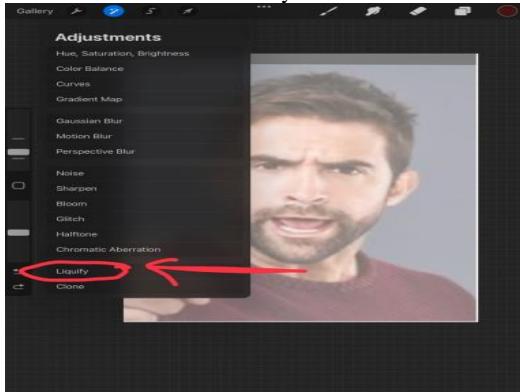 Gallery
Adjustments
Hue, Saturation, Brightness
Color Balance
Curves
Gradient Map
Gaussian Blur
Motion Blur
Perspective Blur
Noise
Sharpen
Bloom
Glitch
Halftone
Chromatic Aberration
Liquify
Clone